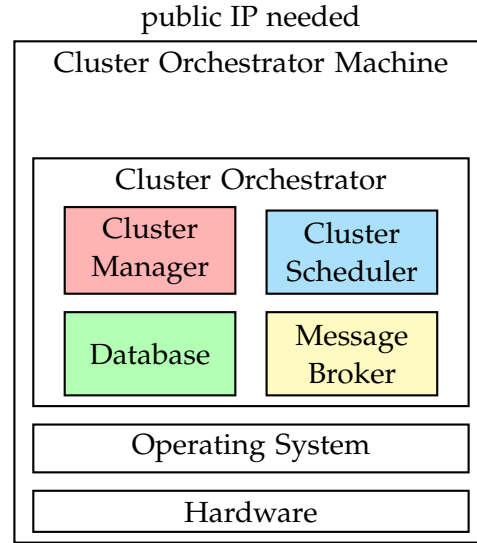 public IP needed
Cluster Orchestrator Machine
Cluster Orchestrator
Cluster
Manager
Cluster
Scheduler
Database
Message
Broker
Operating System
Hardware